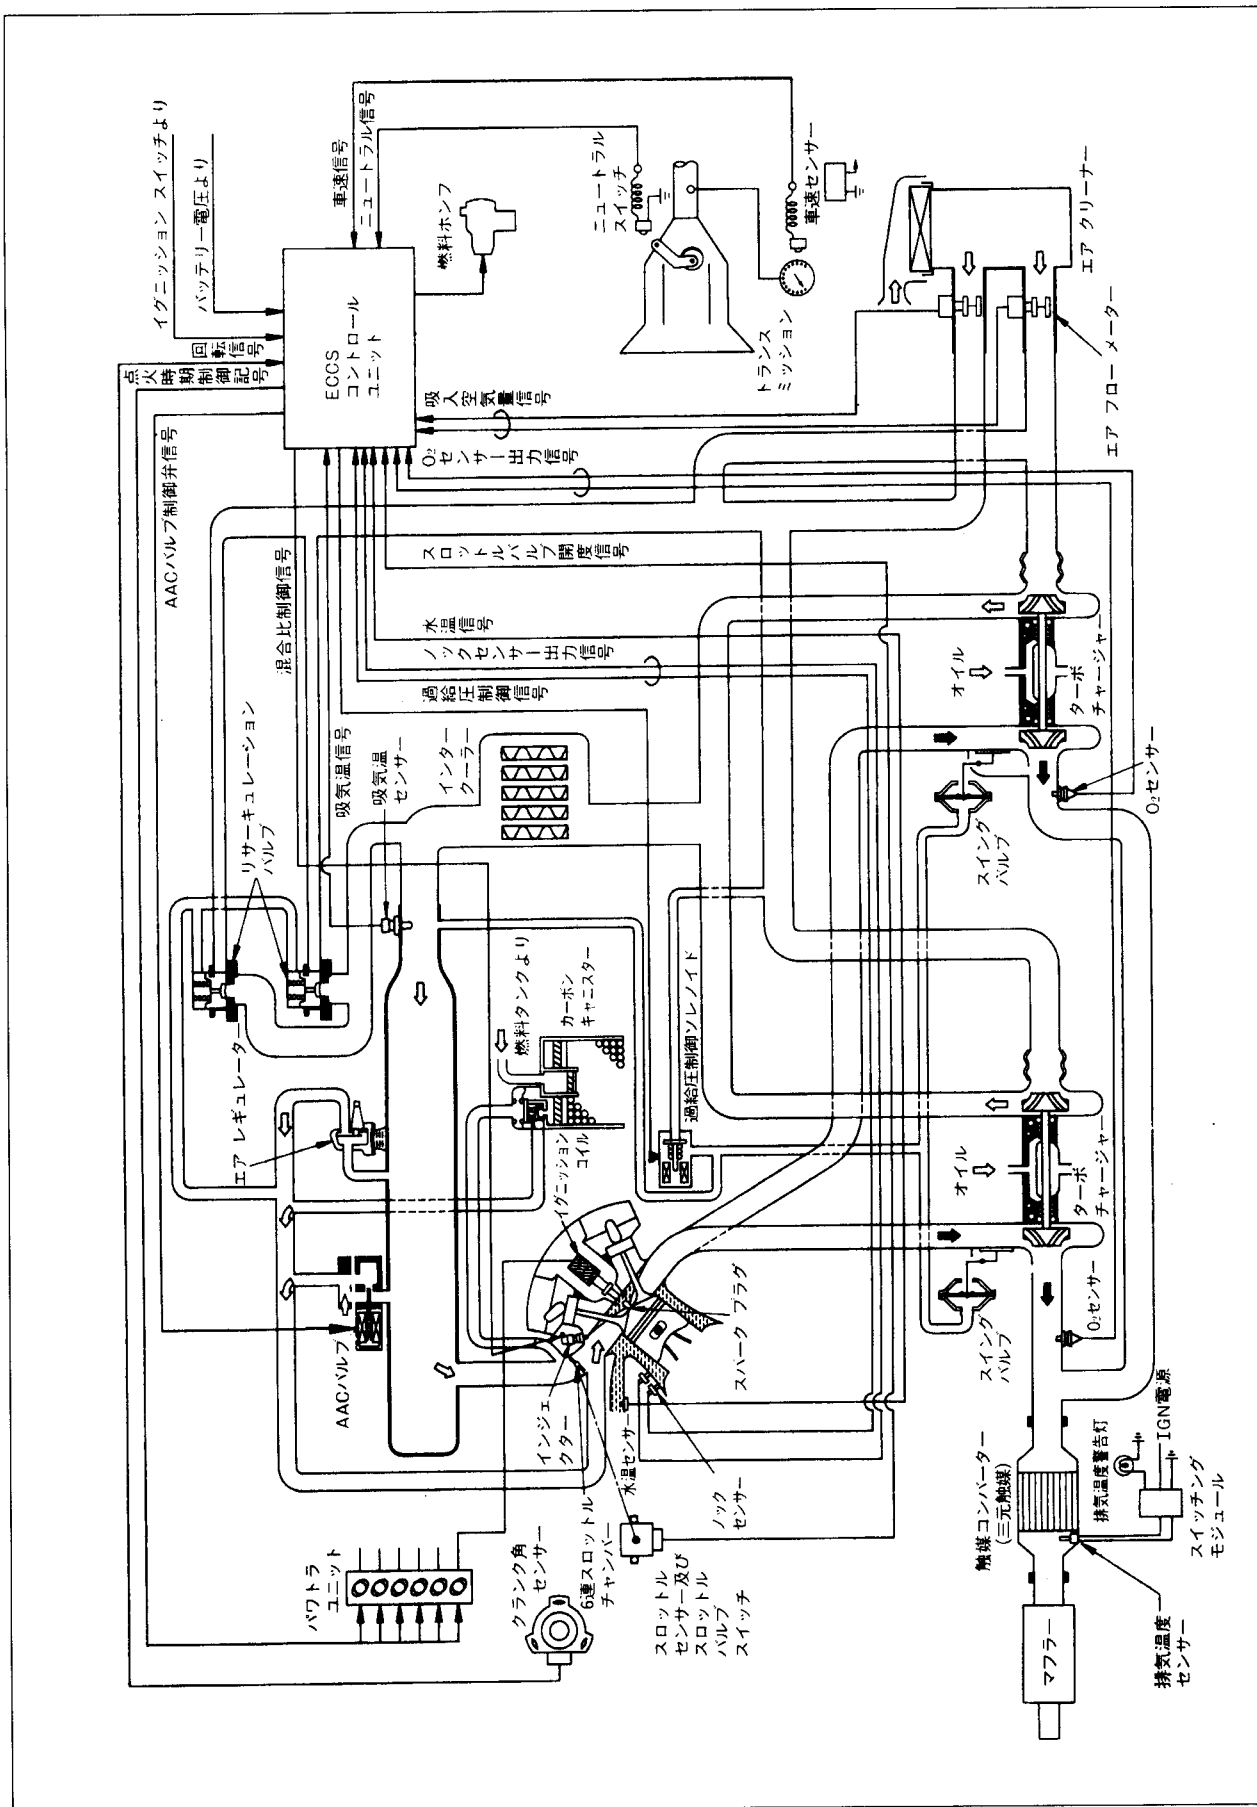 イグニッション スイッチより
バッテリー電圧より
回転信号
点火時期制御記号
AACバルブ制御弁信号
車速信号
ニュートラル信号
ECCS
コントロール
ユニット
燃料ポンプ
ニュートラル
スイッチ
車速センサー
トランス
ミッション
エア クリーナー
エア フロー メーター
吸入空気量信号
O₂センサー出力信号
スロットルバルブ開度信号
水温信号
ノックセンサー出力信号
過給圧制御信号
混合比制御信号
吸気温信号
吸気温
センサー
リサーキュレーション
バルブ
インター
クーラー
エア レギュレーター
燃料タンクより
カーボン
キャニスター
過給圧制御ソレノイド
イグニッション
コイル
AACバルブ
インジェ
クター
スパーク プラグ
水温センサー
ノック
センサー
パワトラ
ユニット
クランク角
センサー
6連スロットル
チャンバー
スロットル
センサー及び
スロットル
バルブ
スイッチ
オイル
ターボ
チャージャー
O₂センサー
スイング
バルブ
オイル
ターボ
チャージャー
O₂センサー
スイング
バルブ
触媒コンバーター
(三元触媒)
排気温度警告灯
IGN電源
スイッチング
モジュール
マフラー
排気温度
センサー